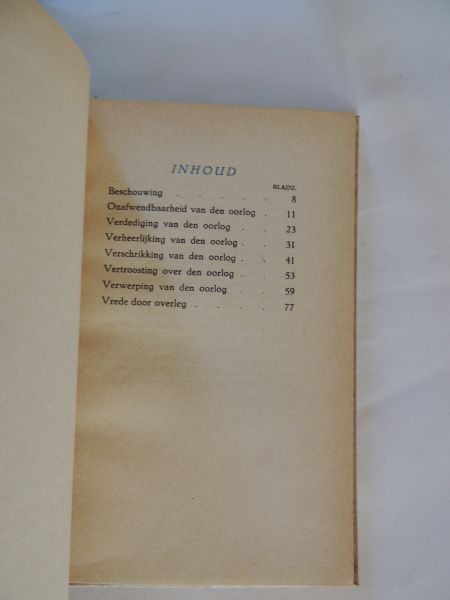 INHOUD
BLADZ.
Beschouwing . . . . . 8
Onafwendbaarheid van den oorlog . 11
Verdediging van den oorlog . . 23
Verheerlijking van den oorlog . . 31
Verschrikking van den oorlog . . 41
Vertroosting over den oorlog . . 53
Verwerping van den oorlog . . 59
Vrede door overleg . . . . 77